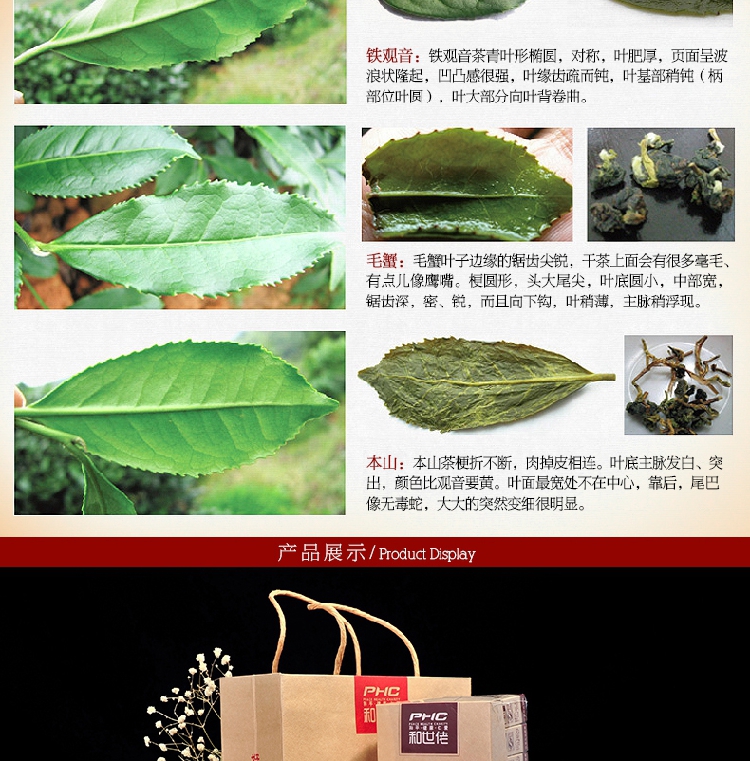 铁观音：铁观音茶青叶形椭圆，对称，叶肥厚，页面呈波
浪状隆起，凹凸感很强，叶缘齿疏而钝，叶基部稍钝（柄
部位叶圆），叶大部分向叶背卷曲。
毛蟹：毛蟹叶子边缘的锯齿尖锐，干茶上面会有很多毫毛、
有点儿像鹰嘴。梗圆形，头大尾尖，叶底圆小，中部宽，
锯齿深，密、锐，而且向下钩，叶稍薄，主脉稍浮现。
本山：本山茶梗折不断，肉掉皮相连。叶底主脉发白、突
出，颜色比观音要黄。叶面最宽处不在中心，靠后，尾巴
像无毒蛇，大大的突然变细很明显。
产品展示/Product Display
PHC
和
PHC
和世佬